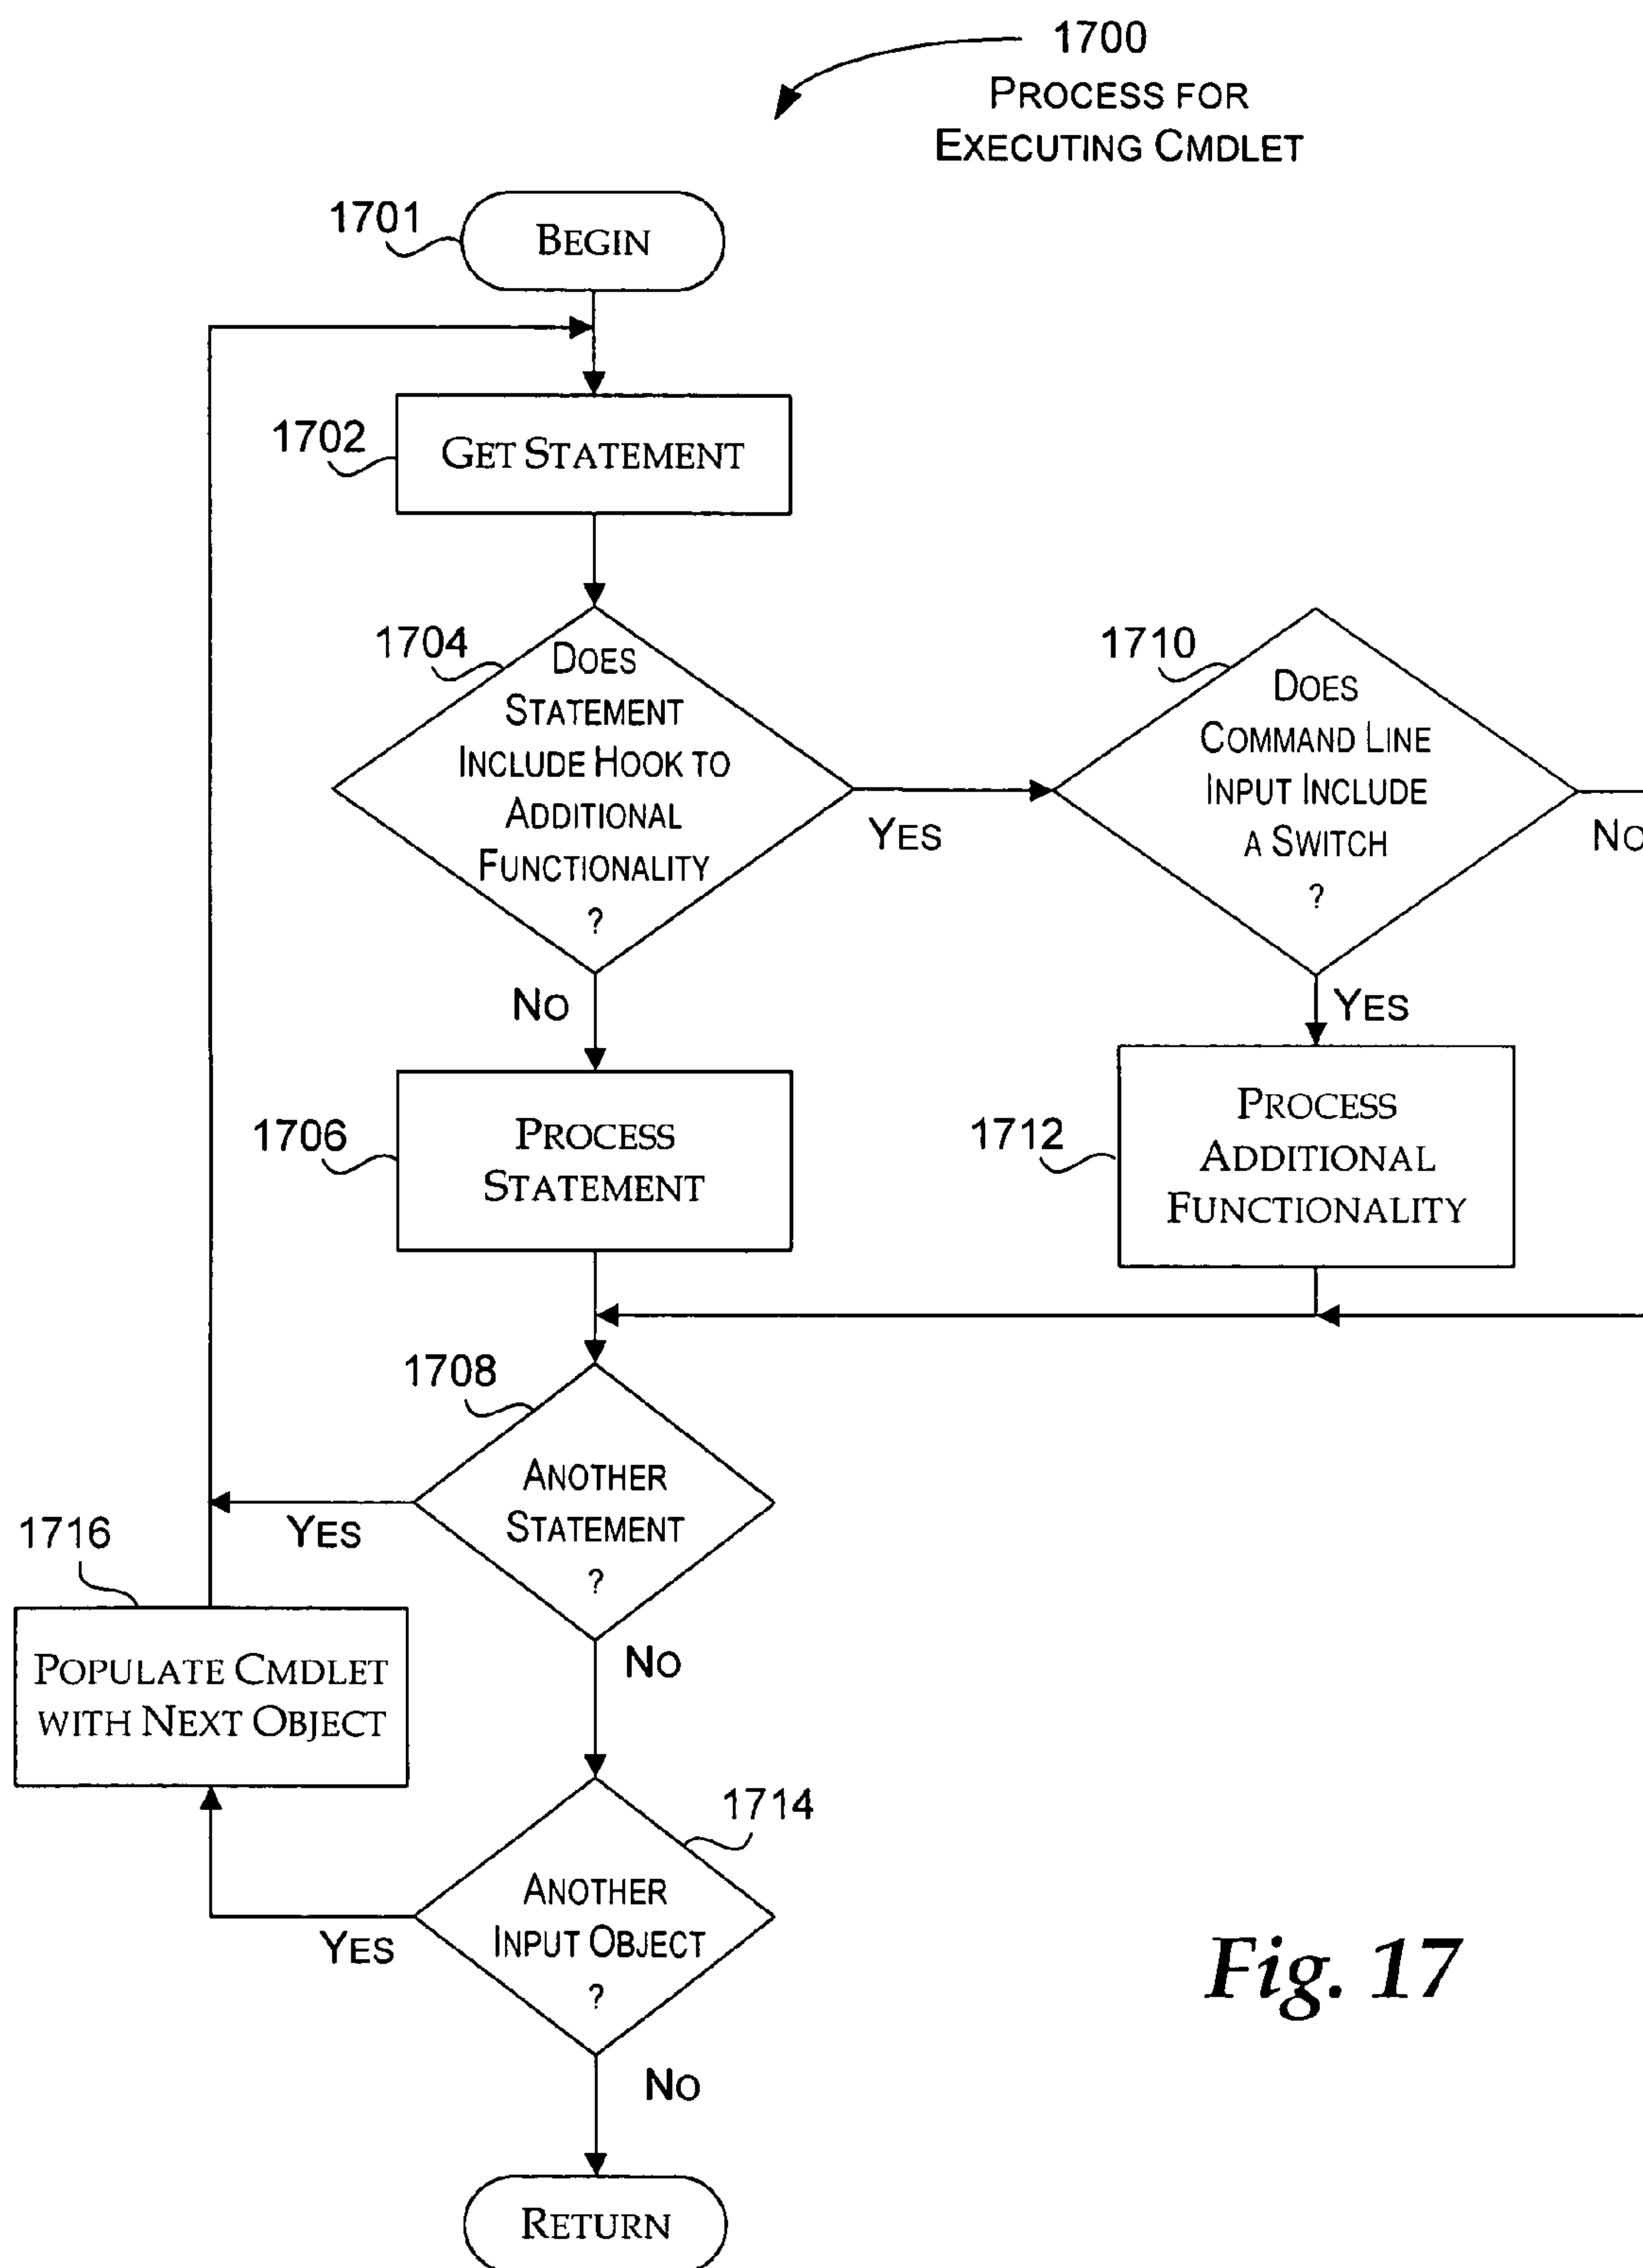 1700
PROCESS FOR
EXECUTING CMDLET
1701
BEGIN
1702
GET STATEMENT
1704
DOES
STATEMENT
INCLUDE HOOK TO
ADDITIONAL
FUNCTIONALITY
?
YES
NO
1710
DOES
COMMAND LINE
INPUT INCLUDE
A SWITCH
?
NO
YES
1706
PROCESS
STATEMENT
1712
PROCESS
ADDITIONAL
FUNCTIONALITY
1708
ANOTHER
STATEMENT
?
YES
NO
1716
POPULATE CMDLET
WITH NEXT OBJECT
1714
ANOTHER
INPUT OBJECT
?
YES
NO
RETURN
Fig. 17